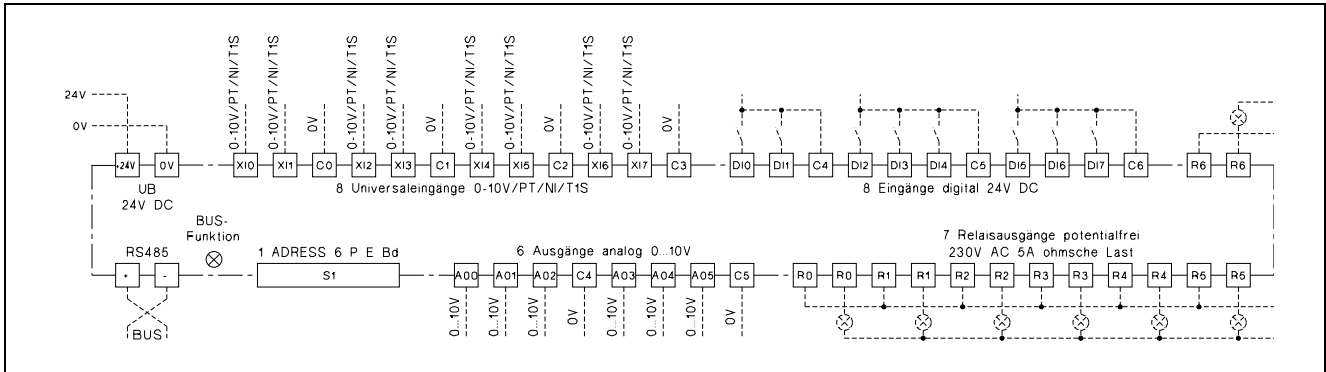 0-10V/PT/NI/T1S 0-10V/PT/NI/T1S 0V 0-10V/PT/NI/T1S 0-10V/PT/NI/T1S 0V 0-10V/PT/NI/T1S 0-10V/PT/NI/T1S 0V 0-10V/PT/NI/T1S 0-10V/PT/NI/T1S 0V
24V
0V
+24V 0V XI0 XI1 C0 XI2 XI3 C1 XI4 XI5 C2 XI6 XI7 C3 DI0 DI1 C4 DI2 DI3 DI4 C5 DI5 DI6 DI7 C6 R6 R6
UB
24V DC
8 Universaleingänge 0-10V/PT/NI/T1S
8 Eingänge digital 24V DC
BUS-
Funktion
RS485
1 ADRESS 6 P E Bd
6 Ausgänge analog 0...10V
7 Relaisausgänge potentialfrei
230V AC 5A ohmsche Last
+ - S1 AO0 AO1 AO2 C4 AO3 AO4 AO5 C5 R0 R0 R1 R1 R2 R2 R3 R3 R4 R4 R5 R5
0...10V 0...10V 0...10V 0V 0...10V 0...10V 0...10V 0V
BUS